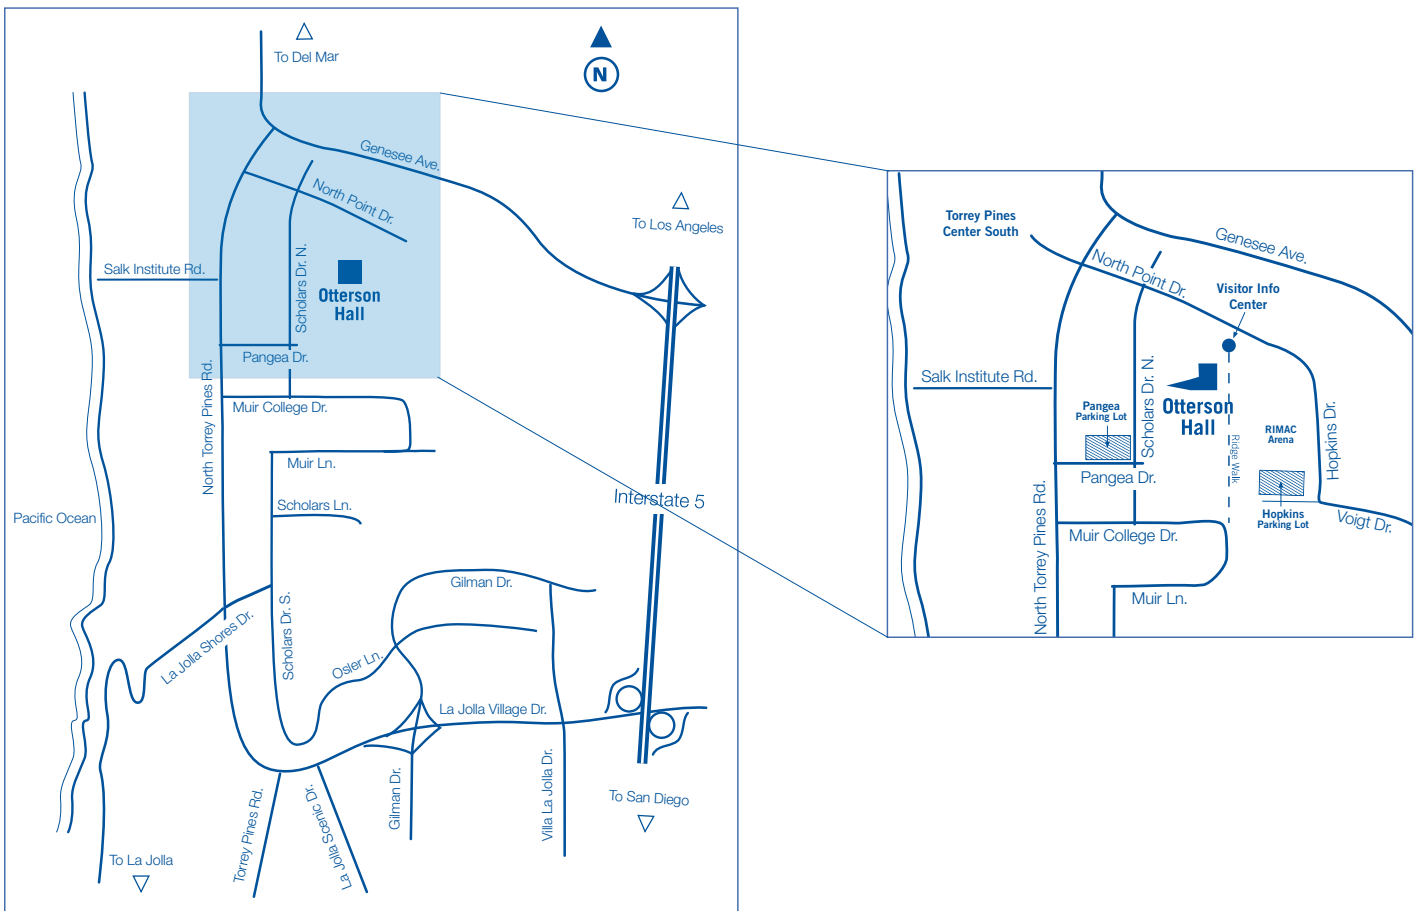 To Del Mar
N
Genesee Ave.
North Point Dr.
To Los Angeles
Salk Institute Rd.
Scholars Dr. N.
Otterson
Hall
Pangea Dr.
North Torrey Pines Rd.
Muir College Dr.
Muir Ln.
Interstate 5
Scholars Ln.
Pacific Ocean
Gilman Dr.
La Jolla Shores Dr.
Scholars Dr. S.
Osler Ln.
La Jolla Village Dr.
Villa La Jolla Dr.
Gilman Dr.
To San Diego
Torrey Pines Rd.
La Jolla Scenic Dr.
To La Jolla
Torrey Pines
Center South
Genesee Ave.
North Point Dr.
Visitor Info
Center
Salk Institute Rd.
Scholars Dr. N.
Pangea
Parking Lot
Otterson
Hall
RIMAC
Arena
Ridge Walk
Hopkins Dr.
Pangea Dr.
North Torrey Pines Rd.
Hopkins
Parking Lot
Voigt Dr.
Muir College Dr.
Muir Ln.